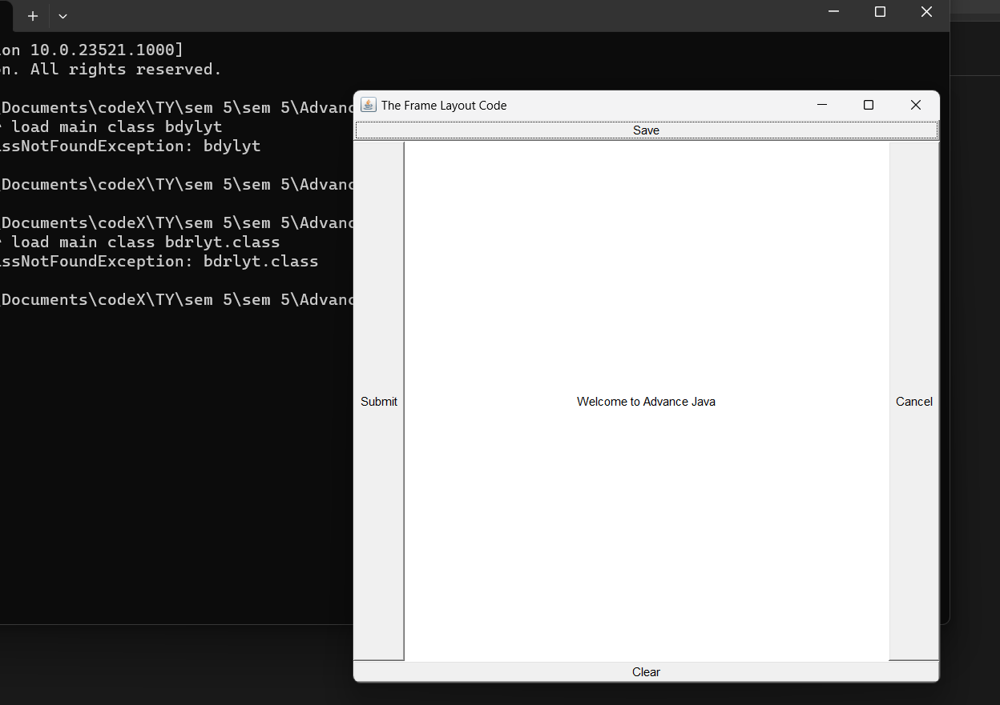 ion 10.0.23521.1000]
n. All rights reserved.
\Documents\codeX\TY\sem 5\sem 5\Advanc
r load main class bdylyt
assNotFoundException: bdylyt
\Documents\codeX\TY\sem 5\sem 5\Advanc
\Documents\codeX\TY\sem 5\sem 5\Advanc
r load main class bdrlyt.class
assNotFoundException: bdrlyt.class
\Documents\codeX\TY\sem 5\sem 5\Advanc
The Frame Layout Code
Save
Submit
Welcome to Advance Java
Cancel
Clear